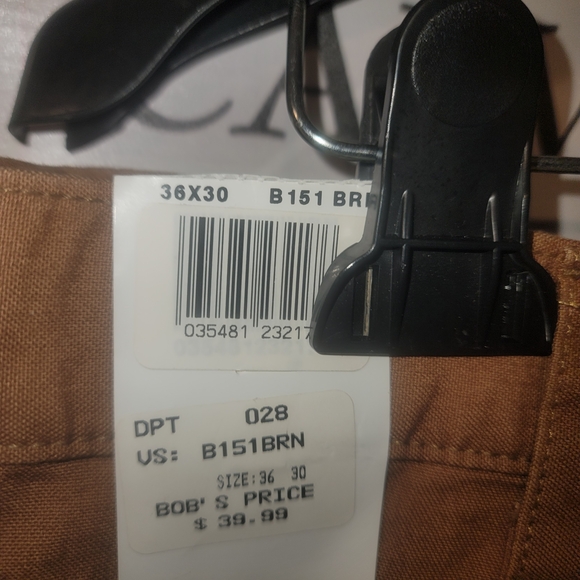 36X30 B151 BRN
035481 23217
DPT 028
VS: B151BRN
SIZE:36 30
BOB'S PRICE
$ 39.99